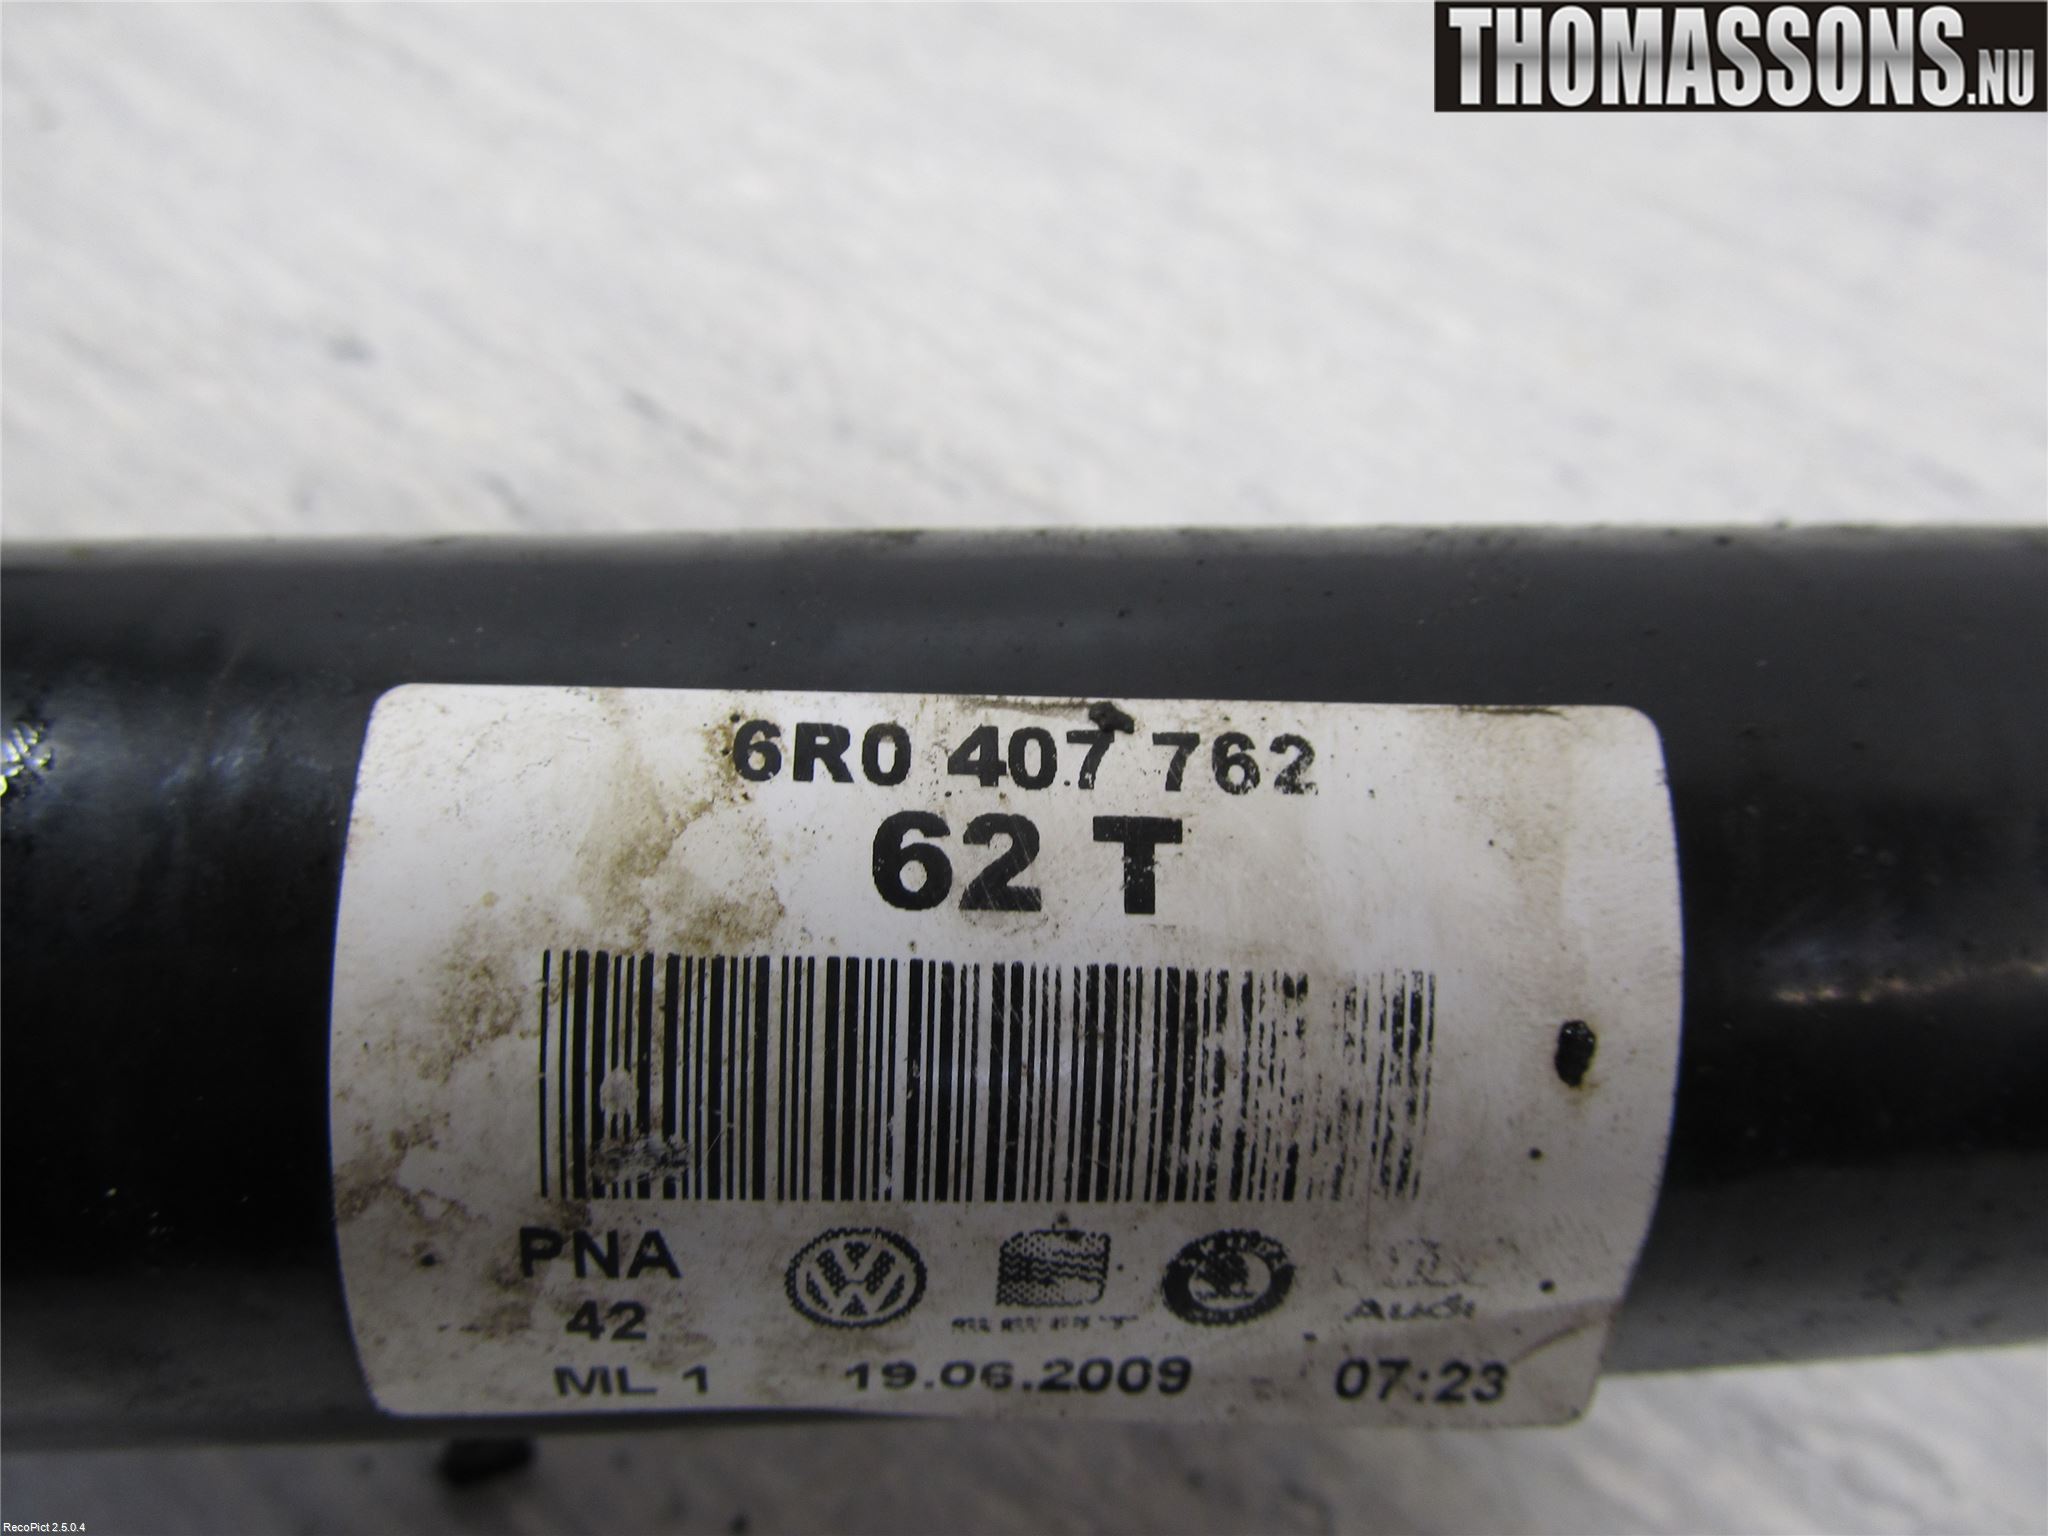 THOMASSONS.NU
6R0 407 762
62 T
PNA
42
Audi
ML 1 19.06.2009 07:23
RecoPict 2.5.0.4